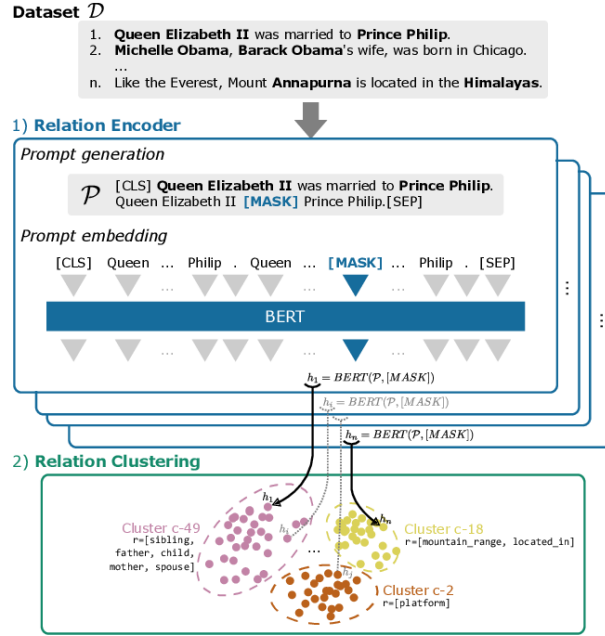 Dataset 𝒟
1. Queen Elizabeth II was married to Prince Philip.
2. Michelle Obama, Barack Obama's wife, was born in Chicago.
...
n. Like the Everest, Mount Annapurna is located in the Himalayas.
1) Relation Encoder
Prompt generation
𝒫 [CLS] Queen Elizabeth II was married to Prince Philip.
Queen Elizabeth II [MASK] Prince Philip.[SEP]
Prompt embedding
[CLS] Queen ... Philip . Queen ... [MASK] ... Philip . [SEP]
... ... ... ...
BERT
... ... ...
h₁ = BERT(𝒫, [MASK])
hᵢ = BERT(𝒫, [MASK])
hₙ = BERT(𝒫, [MASK])
2) Relation Clustering
h₁
hₙ
hᵢ
Cluster c-49
r=[sibling,
father, child,
mother, spouse]
...
Cluster c-18
r=[mountain_range, located_in]
hⱼ
Cluster c-2
r=[platform]